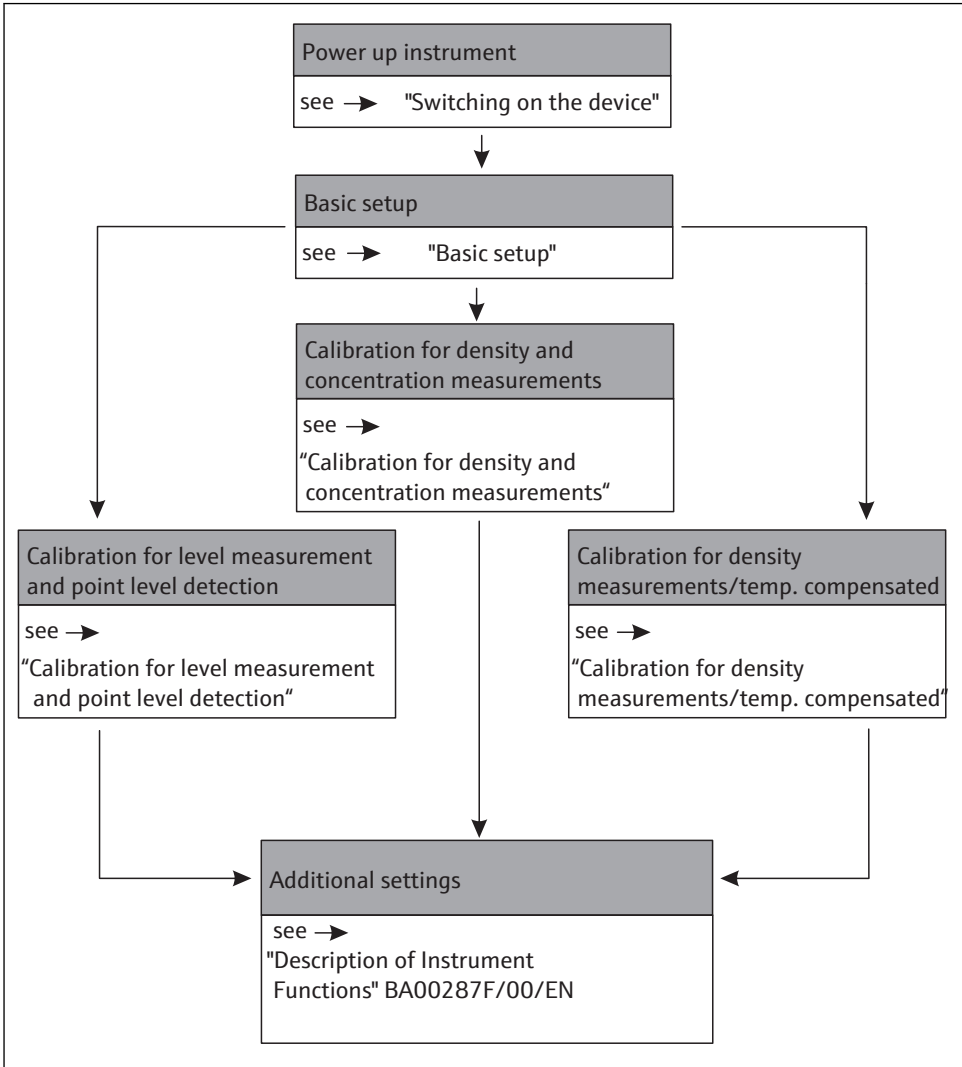 Power up instrument
see → "Switching on the device"
Basic setup
see → "Basic setup"
Calibration for density and
concentration measurements
see →
“Calibration for density and
concentration measurements“
Calibration for level measurement
and point level detection
see →
“Calibration for level measurement
and point level detection“
Calibration for density
measurements/temp. compensated
see →
“Calibration for density
measurements/temp. compensated“
Additional settings
see →
"Description of Instrument
Functions" BA00287F/00/EN